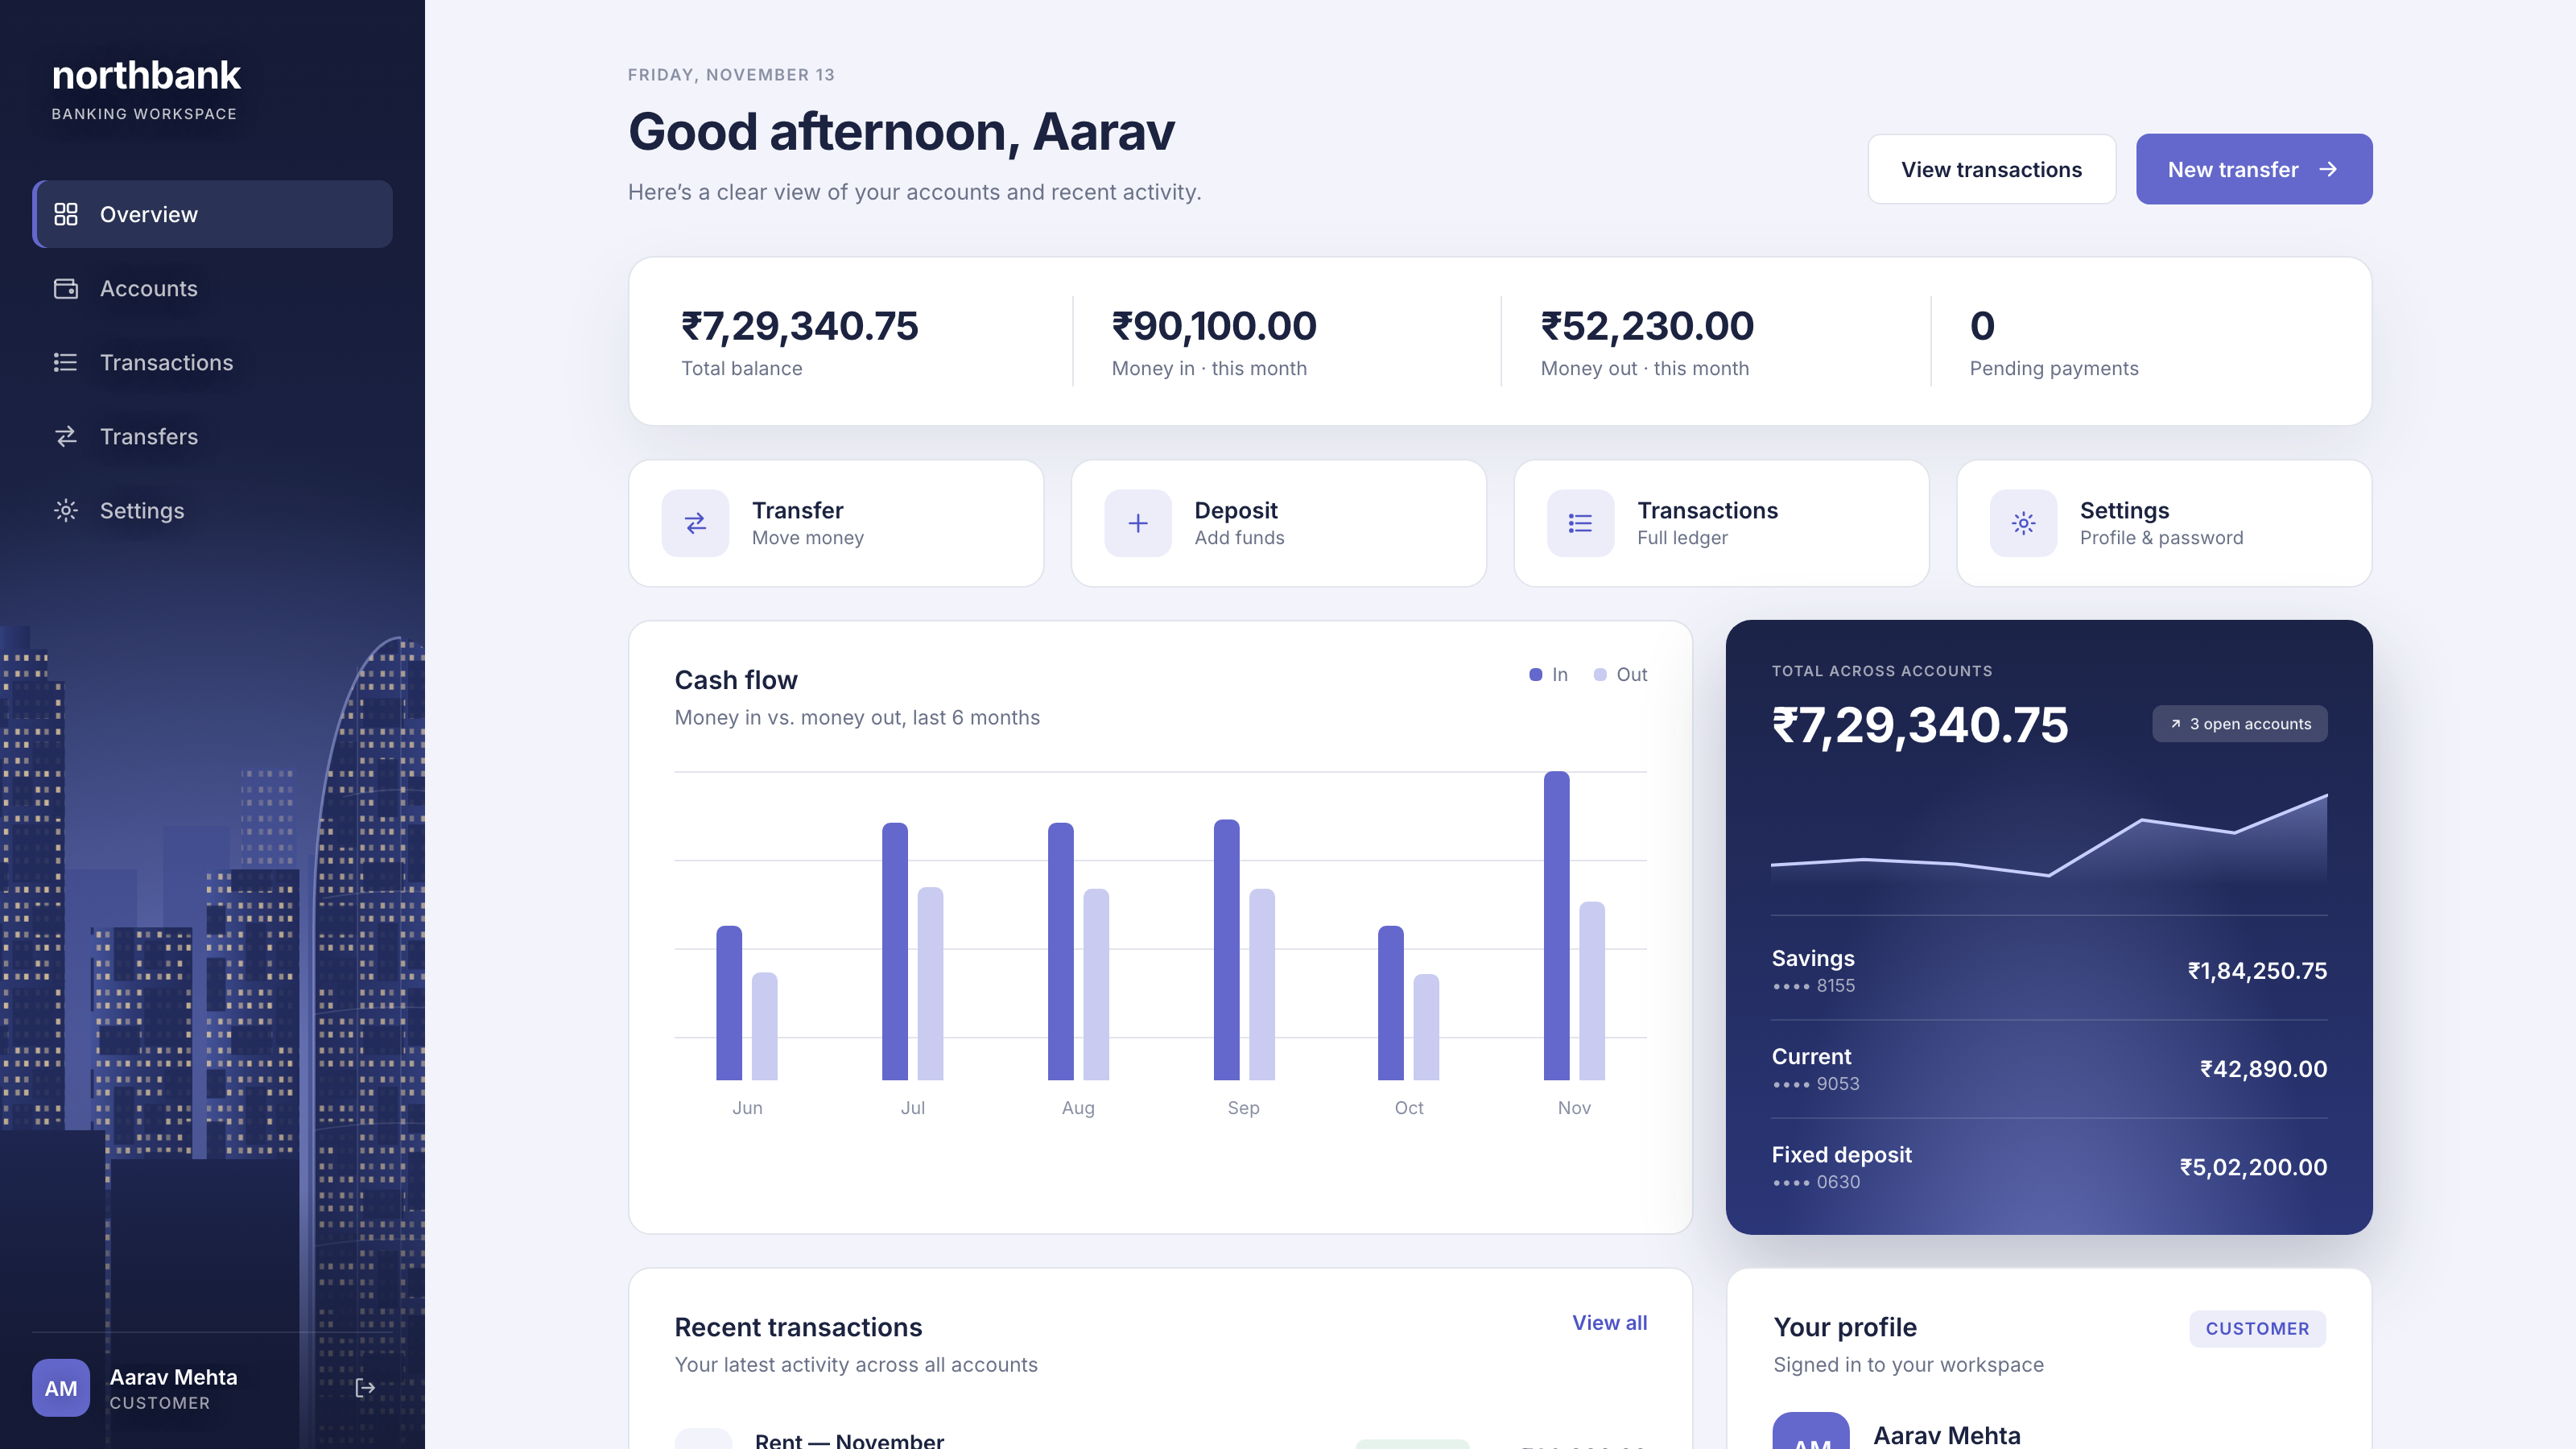 northbank
BANKING WORKSPACE
Overview
Accounts
Transactions
Transfers
Settings
AM
Aarav Mehta
CUSTOMER
FRIDAY, NOVEMBER 13
Good afternoon, Aarav
Here’s a clear view of your accounts and recent activity.
View transactions
New transfer
₹7,29,340.75
Total balance
₹90,100.00
Money in · this month
₹52,230.00
Money out · this month
0
Pending payments
Transfer
Move money
Deposit
Add funds
Transactions
Full ledger
Settings
Profile & password
Cash flow
Money in vs. money out, last 6 months
In
Out
Jun
Jul
Aug
Sep
Oct
Nov
TOTAL ACROSS ACCOUNTS
₹7,29,340.75
3 open accounts
Savings
•••• 8155
₹1,84,250.75
Current
•••• 9053
₹42,890.00
Fixed deposit
•••• 0630
₹5,02,200.00
Recent transactions
Your latest activity across all accounts
View all
Rent — November
Your profile
Signed in to your workspace
CUSTOMER
AM
Aarav Mehta